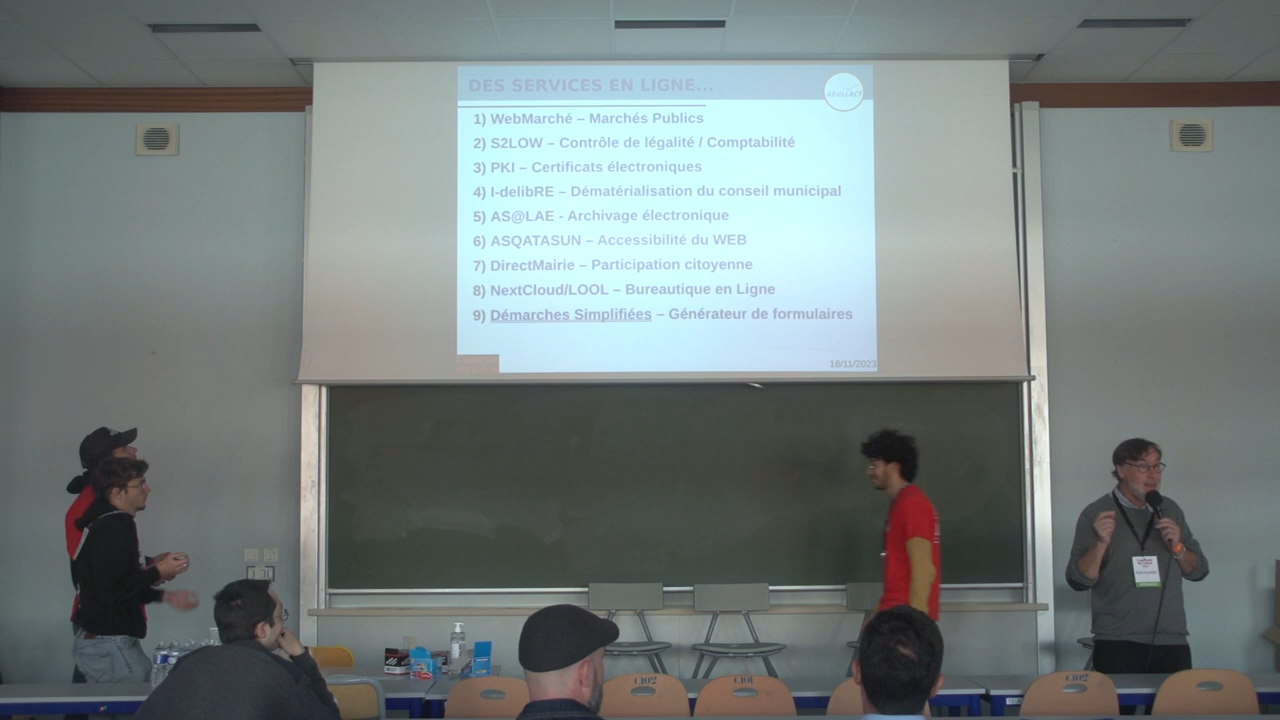 DES SERVICES EN LIGNE...
ADULLACT
1) WebMarché – Marchés Publics
2) S2LOW – Contrôle de légalité / Comptabilité
3) PKI – Certificats électroniques
4) I-delibRE – Dématérialisation du conseil municipal
5) AS@LAE - Archivage électronique
6) ASQATASUN – Accessibilité du WEB
7) DirectMairie – Participation citoyenne
8) NextCloud/LOOL – Bureautique en Ligne
9) Démarches Simplifiées – Générateur de formulaires
18/11/2023